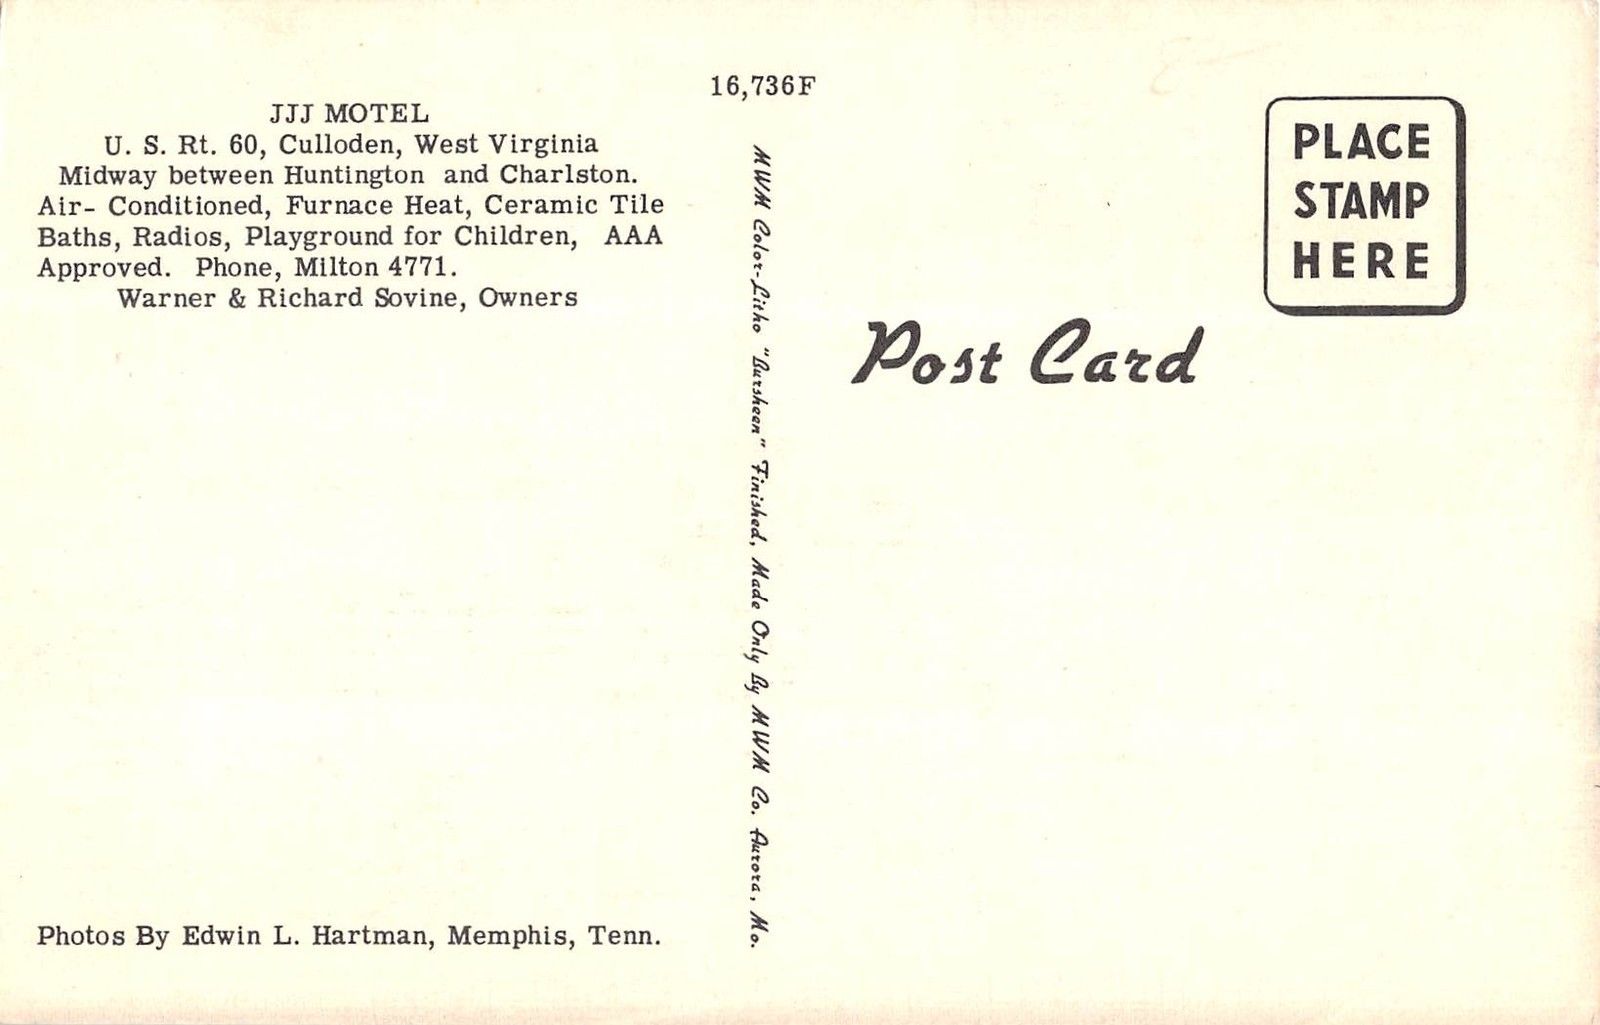 16,736F
JJJ MOTEL
U. S. Rt. 60, Culloden, West Virginia
Midway between Huntington and Charlston.
Air- Conditioned, Furnace Heat, Ceramic Tile
Baths, Radios, Playground for Children, AAA
Approved. Phone, Milton 4771.
Warner & Richard Sovine, Owners
Photos By Edwin L. Hartman, Memphis, Tenn.
MWM Color-Litho "Bursheen" Finished, Made Only By MWM Co. Aurora, Mo.
PLACE
STAMP
HERE
Post Card